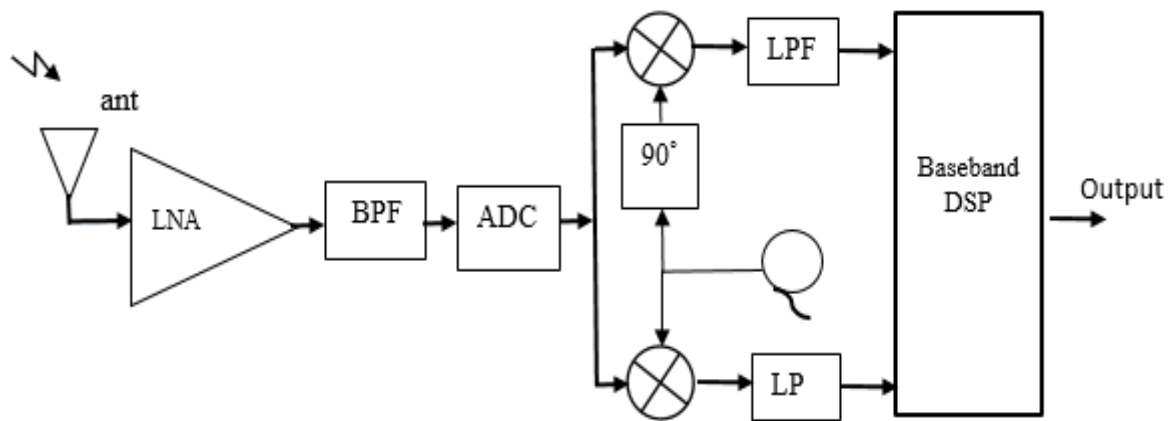 ant
LNA
BPF
ADC
90°
LPF
LP
Baseband
DSP
Output